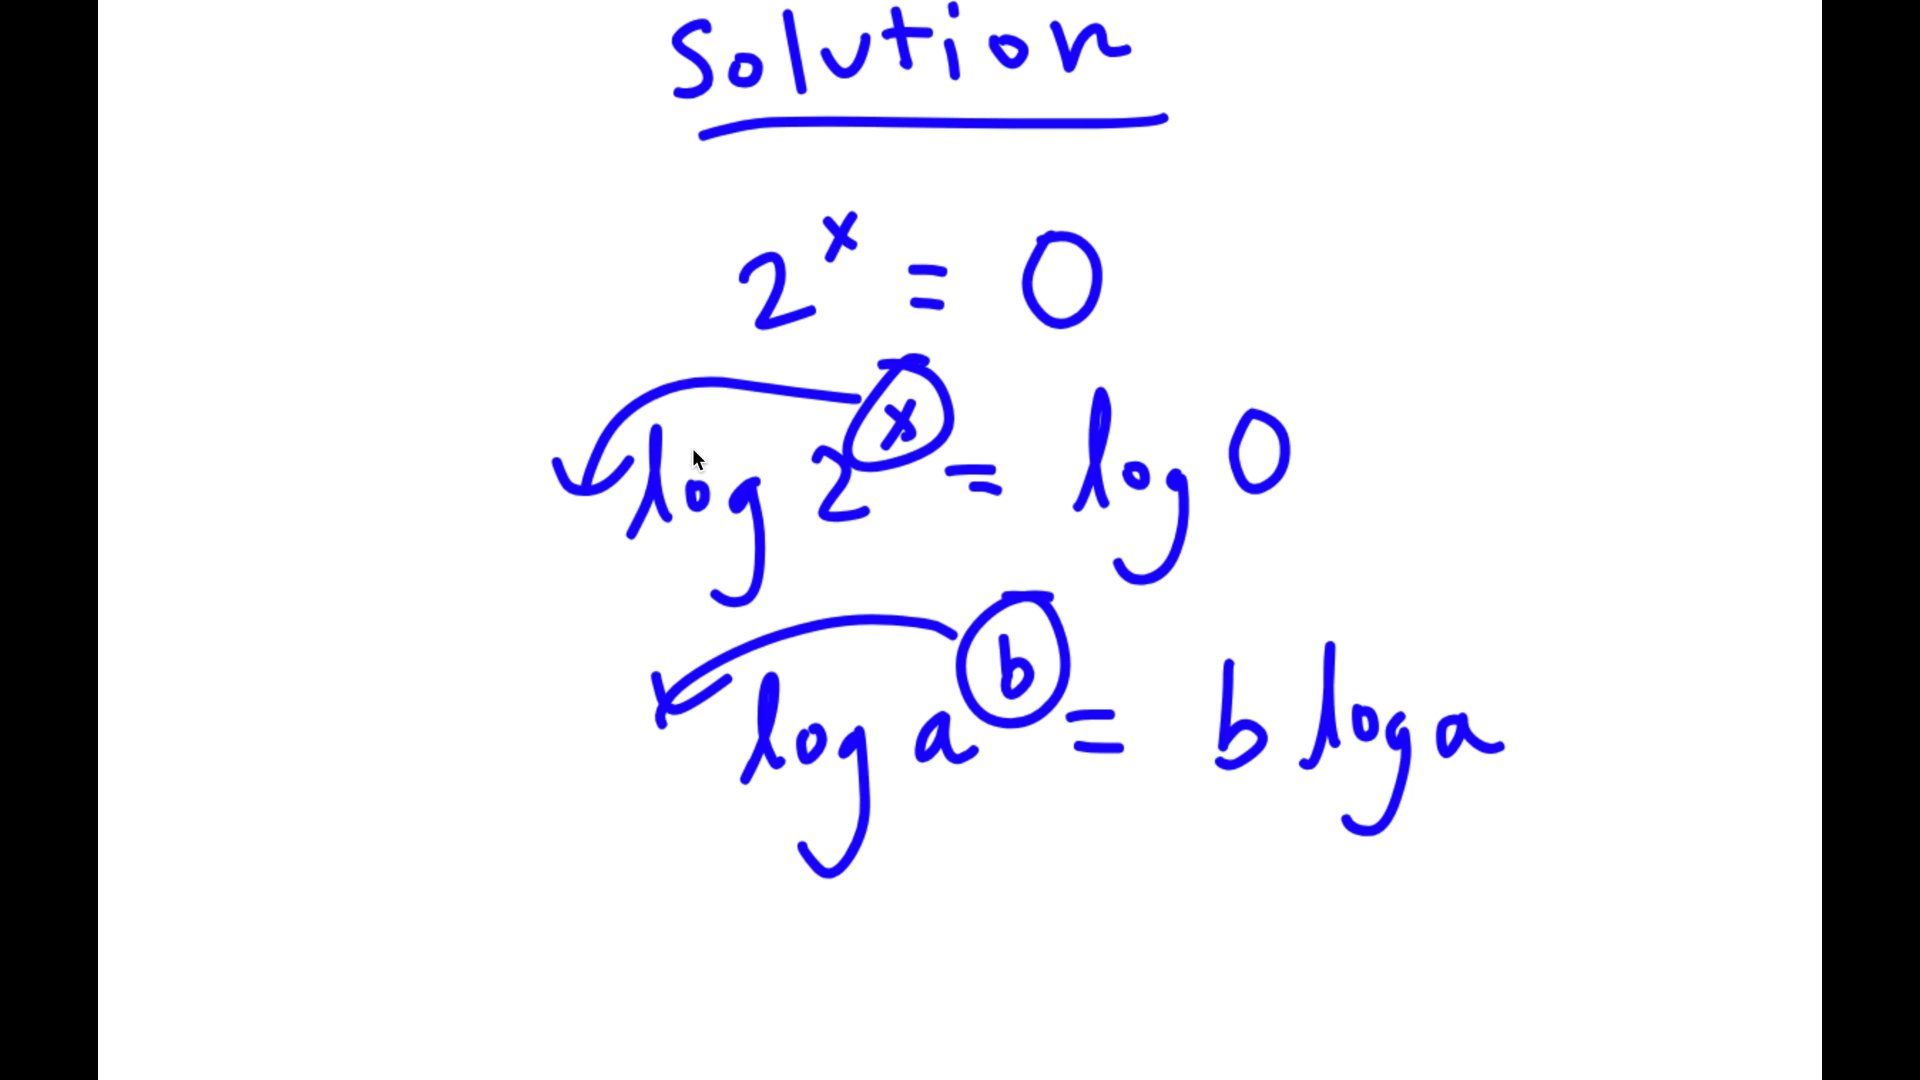 Solution
2^x = 0
log 2^x = log 0
log a^b = b log a